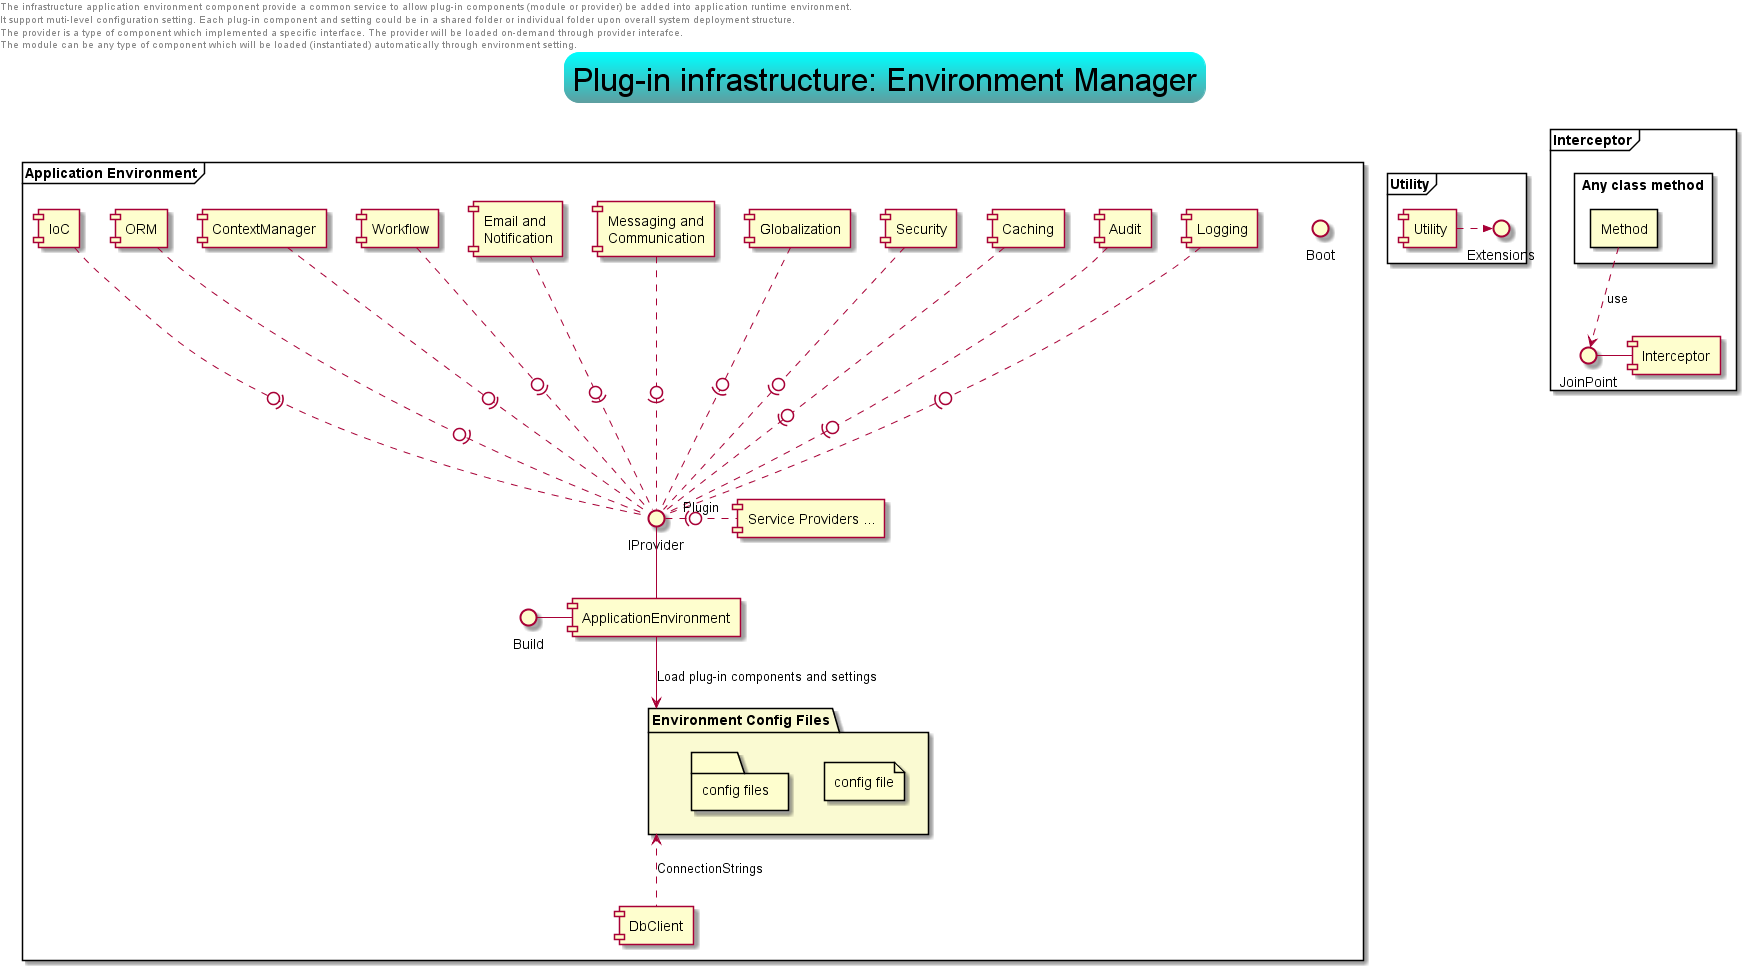 The infrastructure application environment component provide a common service to allow plug-in components (module or provider) be added into application runtime environment.
It support muti-level configuration setting. Each plug-in component and setting could be in a shared folder or individual folder upon overall system deployment structure.
The provider is a type of component which implemented a specific interface. The provider will be loaded on-demand through provider interafce.
The module can be any type of component which will be loaded (instantiated) automatically through environment setting.
Plug-in infrastructure: Environment Manager
Application Environment
IoC
ORM
ContextManager
Workflow
Email and
Notification
Messaging and
Communication
Globalization
Security
Caching
Audit
Logging
Boot
Plugin
IProvider
Service Providers ...
Build
ApplicationEnvironment
Load plug-in components and settings
Environment Config Files
config files
config file
ConnectionStrings
DbClient
Utility
Utility
Extensions
Interceptor
Any class method
Method
use
JoinPoint
Interceptor